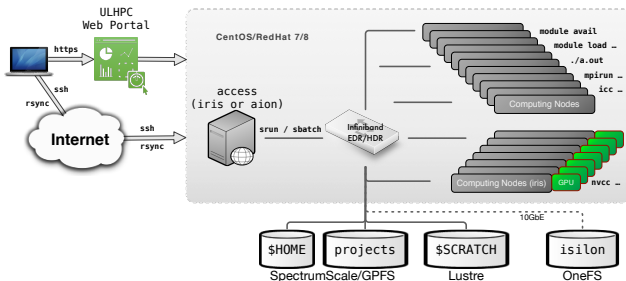 ULHPC
Web Portal
https
CentOS/RedHat 7/8
module avail
module load …
./a.out
mpirun …
icc …
Computing Nodes
ssh
rsync
access
(iris or aion)
Internet
ssh
rsync
srun / sbatch
Infiniband
EDR/HDR
Computing Nodes (iris)
GPU
nvcc …
10GbE
$HOME
projects
$SCRATCH
isilon
SpectrumScale/GPFS
Lustre
OneFS